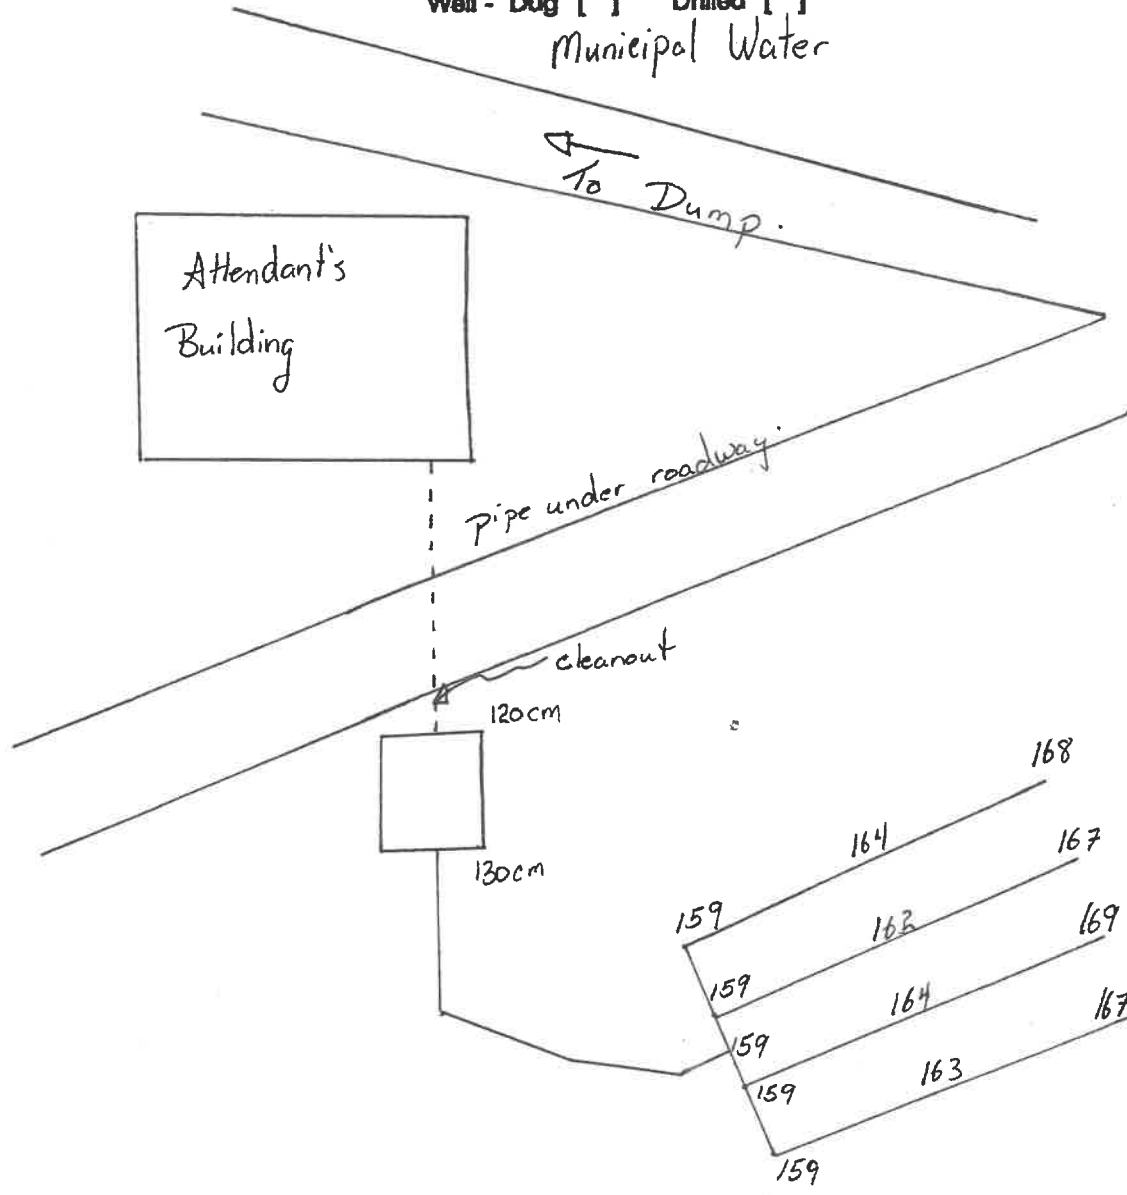 Well - Dug [ ] Drilled [ ]
Municipal Water
To Dump.
Attendant's
Building
pipe under roadway.
cleanout
120cm
130cm
168
164
167
159
163
169
159
164
167
159
163
159
159